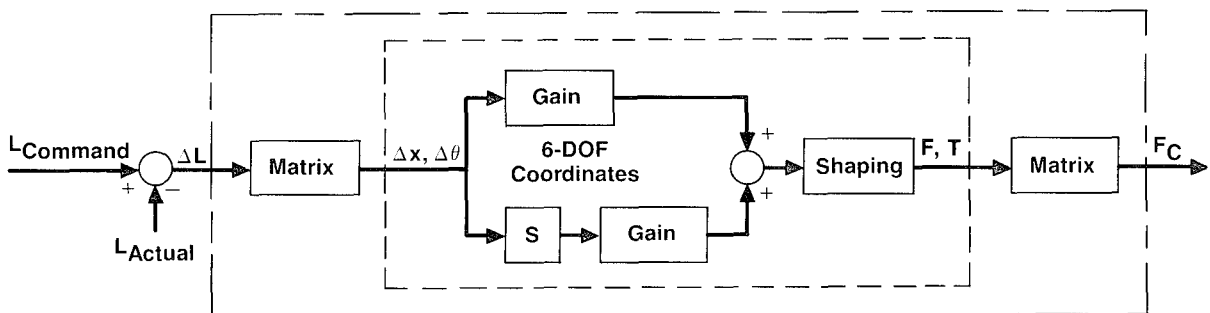 L Command
+
−
L Actual
ΔL
Matrix
Δx, Δθ
Gain
6-DOF
Coordinates
S
Gain
+
+
Shaping
F, T
Matrix
F C